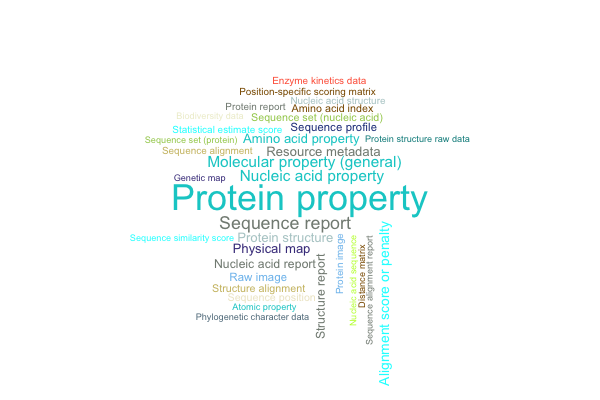 Enzyme kinetics data
Position-specific scoring matrix
Nucleic acid structure
Protein report
Amino acid index
Biodiversity data
Sequence set (nucleic acid)
Statistical estimate score
Sequence profile
Sequence set (protein)
Amino acid property
Protein structure raw data
Sequence alignment
Resource metadata
Molecular property (general)
Genetic map
Nucleic acid property
Protein property
Sequence report
Sequence similarity score
Protein structure
Physical map
Nucleic acid report
Raw image
Structure alignment
Sequence position
Atomic property
Phylogenetic character data
Structure report
Protein image
Nucleic acid sequence
Distance matrix
Sequence alignment report
Alignment score or penalty